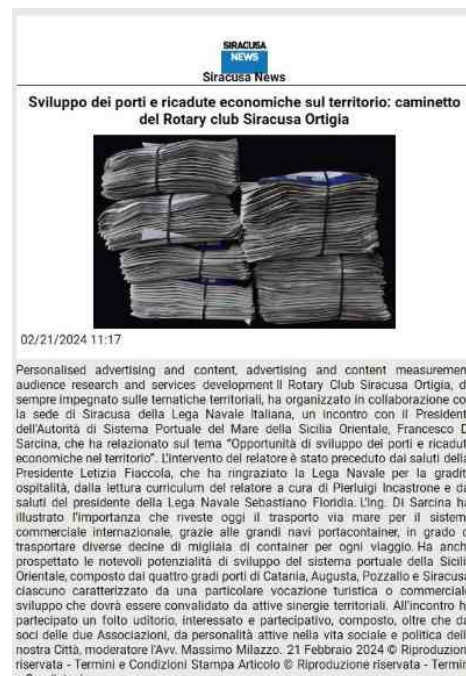 SIRACUSA
NEWS
Siracusa News
Sviluppo dei porti e ricadute economiche sul territorio: caminetto
del Rotary club Siracusa Ortigia
02/21/2024 11:17
Personalised advertising and content, advertising and content measuremen
audience research and services development Il Rotary Club Siracusa Ortigia, d
sempre impegnato sulle tematiche territoriali, ha organizzato in collaborazione co
la sede di Siracusa della Lega Navale Italiana, un incontro con il President
dell'Autorità di Sistema Portuale del Mare della Sicilia Orientale, Francesco D
Sarcina, che ha relazionato sul tema "Opportunità di sviluppo dei porti e ricadut
economiche nel territorio". L'intervento del relatore è stato preceduto dai saluti della
Presidente Letizia Fiaccola, che ha ringraziato la Lega Navale per la gradit
ospitalità, dalla lettura curriculum del relatore a cura di Pierluigi Incastrone e da
saluti del presidente della Lega Navale Sebastiano Floridia. L'ing. Di Sarcina ha
illustrato l'importanza che riveste oggi il trasporto via mare per il sistem
commerciale internazionale, grazie alle grandi navi portacontainer, in grado d
trasportare diverse decine di migliaia di container per ogni viaggio. Ha anch
prospettato le notevoli potenzialità di sviluppo del sistema portuale della Sicili
Orientale, composto dai quattro gradi porti di Catania, Augusta, Pozzallo e Siracus
ciascuno caratterizzato da una particolare vocazione turistica o commercial
sviluppo che dovrà essere convalidato da attive sinergie territoriali. All'incontro h
partecipato un folto uditorio, interessato e partecipativo, composto, oltre che da
soci delle due Associazioni, da personalità attive nella vita sociale e politica dell
nostra Città, moderatore l'Avv. Massimo Milazzo. 21 Febbraio 2024 © Riproduzion
riservata - Termini e Condizioni Stampa Articolo © Riproduzione riservata - Termin